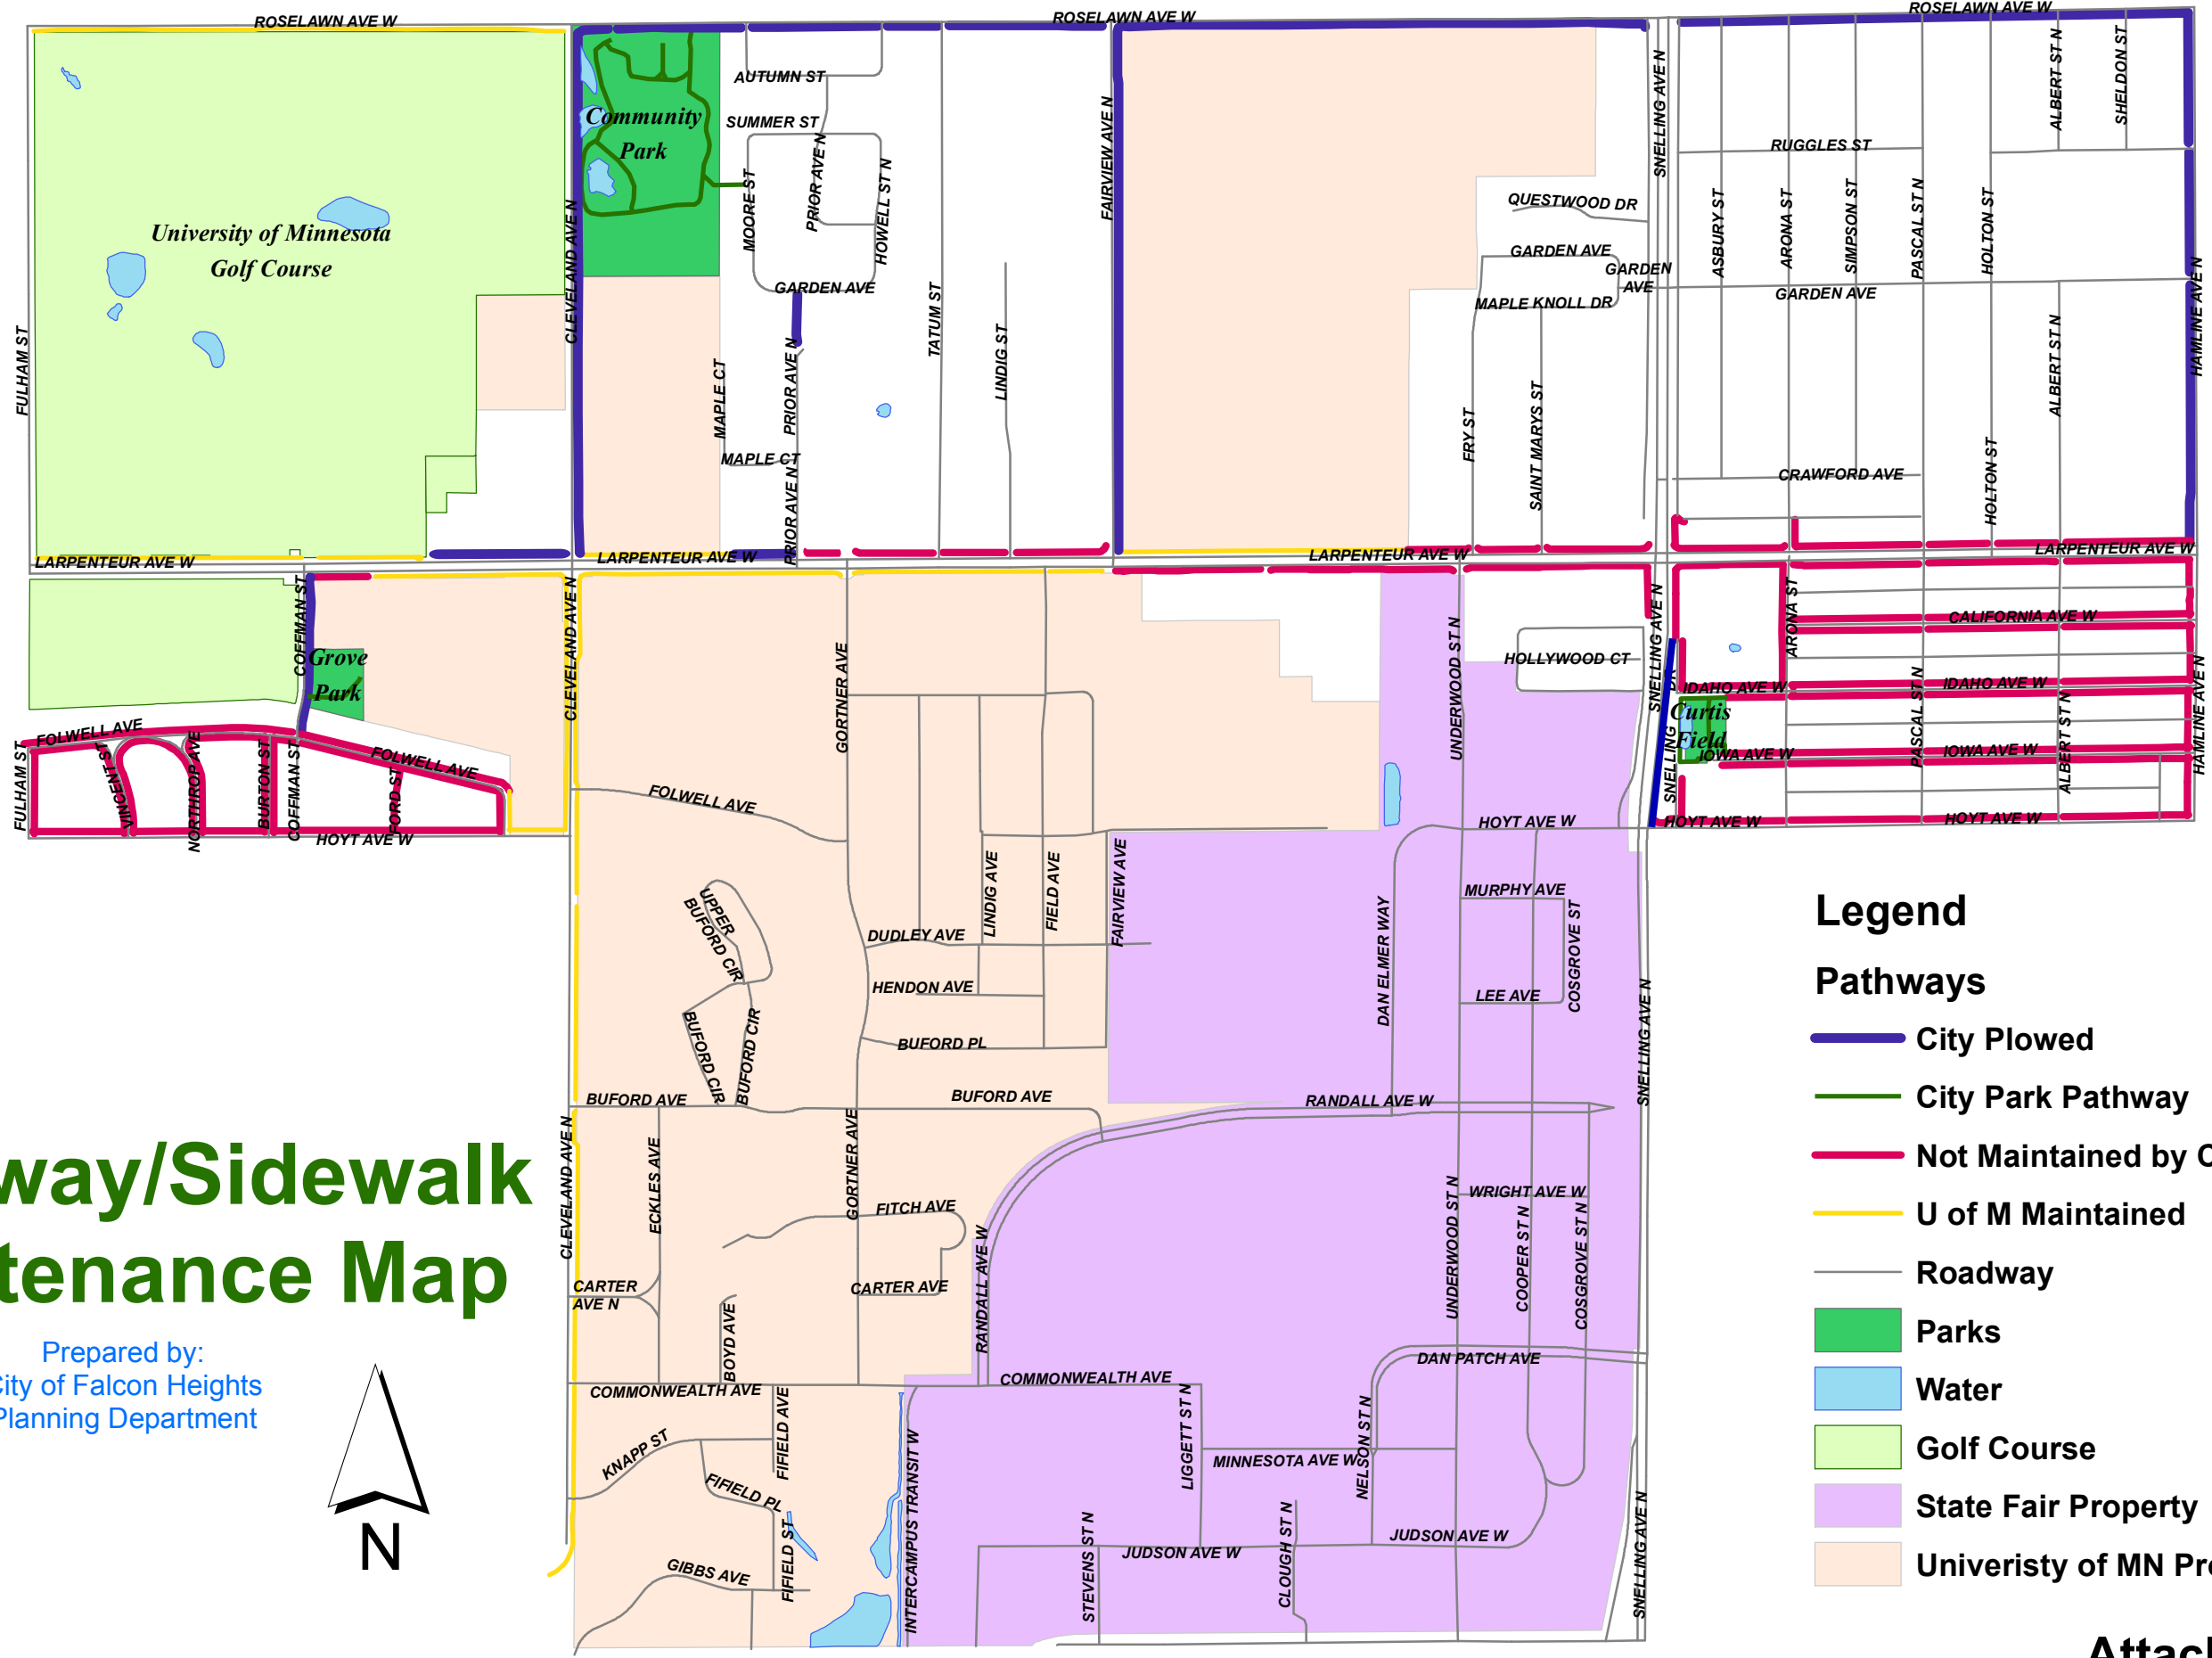 ROSELAWN AVE W
ROSELAWN AVE W
ROSELAWN AVE W
AUTUMN ST
SUMMER ST
Community
Park
MOORE ST
PRIOR AVE N
HOWELL ST N
GARDEN AVE
University of Minnesota
Golf Course
FULHAM ST
CLEVELAND AVE N
MAPLE CT
MAPLE CT
PRIOR AVE N
PRIOR AVE N
TATUM ST
LINDIG ST
FAIRVIEW AVE N
SNELLING AVE N
QUESTWOOD DR
GARDEN AVE
GARDEN
AVE
MAPLE KNOLL DR
FRY ST
SAINT MARYS ST
RUGGLES ST
ASBURY ST
ARONA ST
SIMPSON ST
PASCAL ST N
HOLTON ST
ALBERT ST N
SHELDON ST
HAMLINE AVE N
GARDEN AVE
ALBERT ST N
CRAWFORD AVE
HOLTON ST
LARPENTEUR AVE W
LARPENTEUR AVE W
LARPENTEUR AVE W
LARPENTEUR AVE W
COFFMAN ST
Grove
Park
CLEVELAND AVE N
GORTNER AVE
UNDERWOOD ST N
HOLLYWOOD CT
SNELLING AVE N
SNELLING DR
ARONA ST
CALIFORNIA AVE W
IDAHO AVE W
IDAHO AVE W
Curtis
Field
IOWA AVE W
IOWA AVE W
PASCAL ST N
ALBERT ST N
HAMLINE AVE N
HOYT AVE W
HOYT AVE W
HOYT AVE W
FOLWELL AVE
FOLWELL AVE
FULHAM ST
VINCENT ST
NORTHROP AVE
BURTON ST
COFFMAN ST
FORD ST
HOYT AVE W
FOLWELL AVE
UPPER
BUFORD CIR
BUFORD CIR
BUFORD CIR
DUDLEY AVE
HENDON AVE
BUFORD PL
LINDIG AVE
FIELD AVE
FAIRVIEW AVE
MURPHY AVE
LEE AVE
COSGROVE ST
DAN ELMER WAY
SNELLING AVE N
BUFORD AVE
BUFORD AVE
RANDALL AVE W
CLEVELAND AVE N
ECKLES AVE
GORTNER AVE
FITCH AVE
CARTER
AVE N
CARTER AVE
BOYD AVE
RANDALL AVE W
UNDERWOOD ST N
WRIGHT AVE W
COOPER ST N
COSGROVE ST N
DAN PATCH AVE
COMMONWEALTH AVE
COMMONWEALTH AVE
KNAPP ST
FIFIELD AVE
FIFIELD PL
FIFIELD ST
GIBBS AVE
INTERCAMPUS TRANSIT W
LIGGETT ST N
MINNESOTA AVE W
NELSON ST N
STEVENS ST N
CLOUGH ST N
JUDSON AVE W
JUDSON AVE W
SNELLING AVE N
way/Sidewalk
tenance Map
Prepared by:
City of Falcon Heights
Planning Department
N
Legend
Pathways
City Plowed
City Park Pathway
Not Maintained by C
U of M Maintained
Roadway
Parks
Water
Golf Course
State Fair Property
Univeristy of MN Pro
Attac